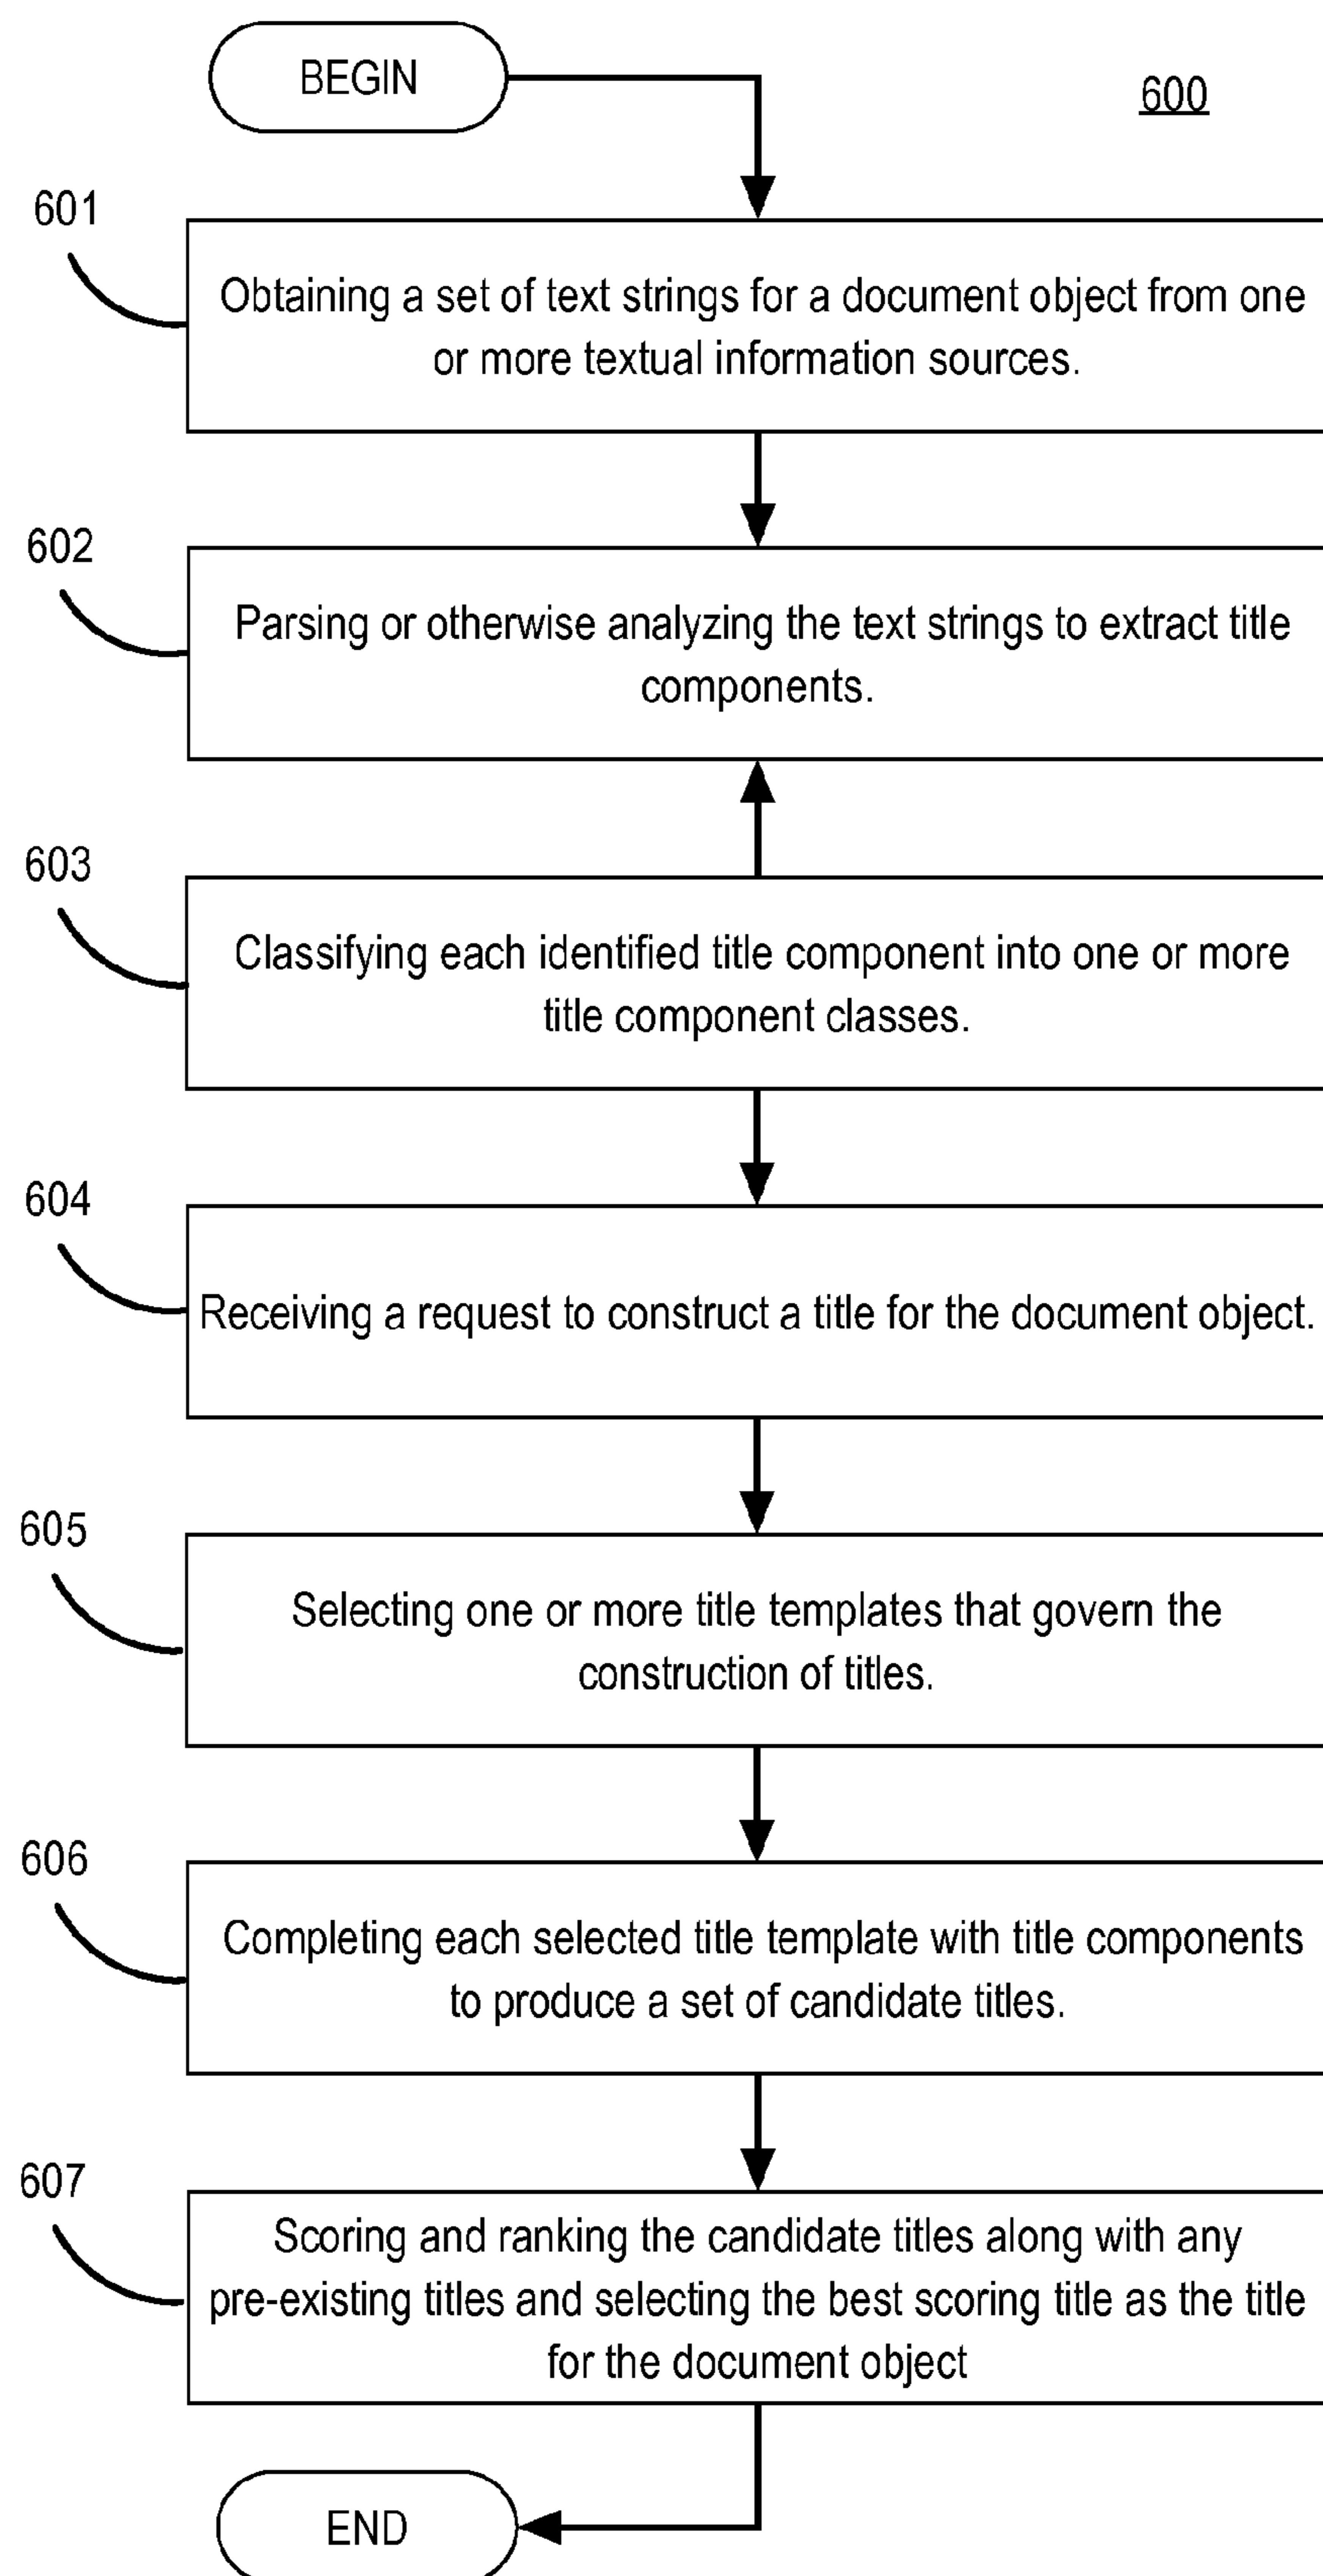 BEGIN
600
601
Obtaining a set of text strings for a document object from one
or more textual information sources.
602
Parsing or otherwise analyzing the text strings to extract title
components.
603
Classifying each identified title component into one or more
title component classes.
604
Receiving a request to construct a title for the document object.
605
Selecting one or more title templates that govern the
construction of titles.
606
Completing each selected title template with title components
to produce a set of candidate titles.
607
Scoring and ranking the candidate titles along with any
pre-existing titles and selecting the best scoring title as the title
for the document object
END